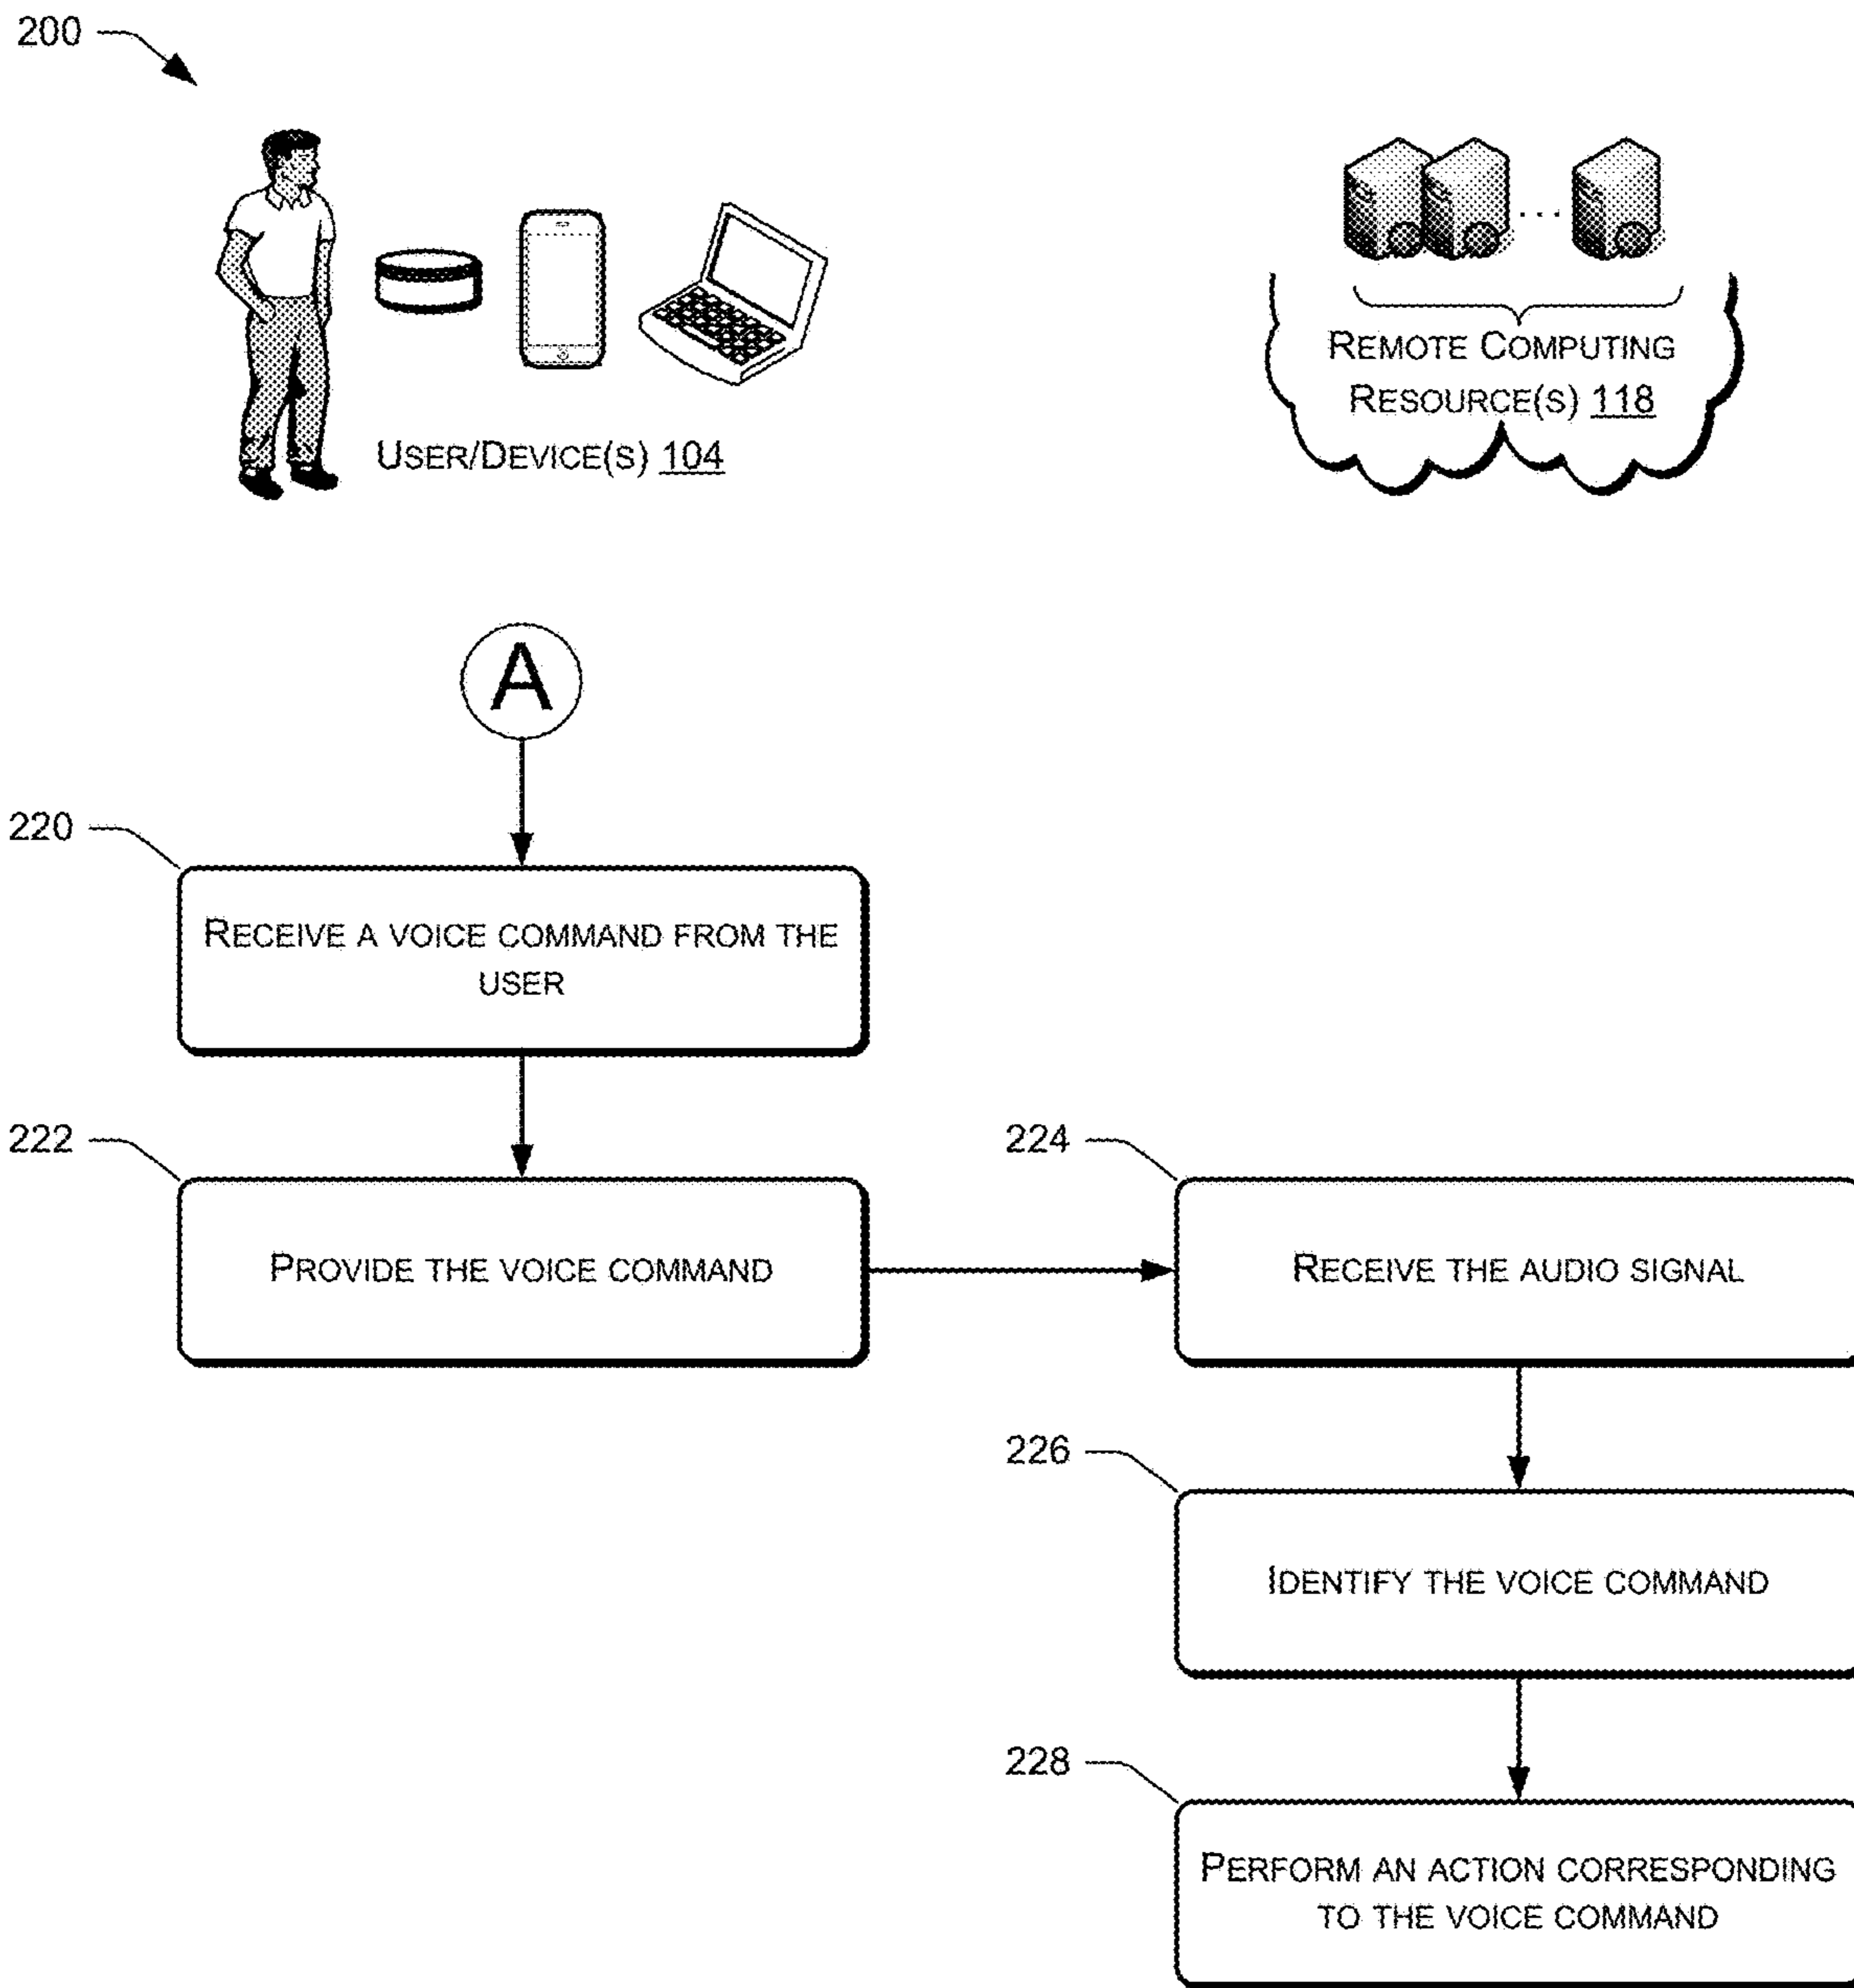 200
REMOTE COMPUTING
RESOURCE(S) 118
USER/DEVICE(S) 104
A
220
RECEIVE A VOICE COMMAND FROM THE
USER
222
PROVIDE THE VOICE COMMAND
224
RECEIVE THE AUDIO SIGNAL
226
IDENTIFY THE VOICE COMMAND
228
PERFORM AN ACTION CORRESPONDING
TO THE VOICE COMMAND